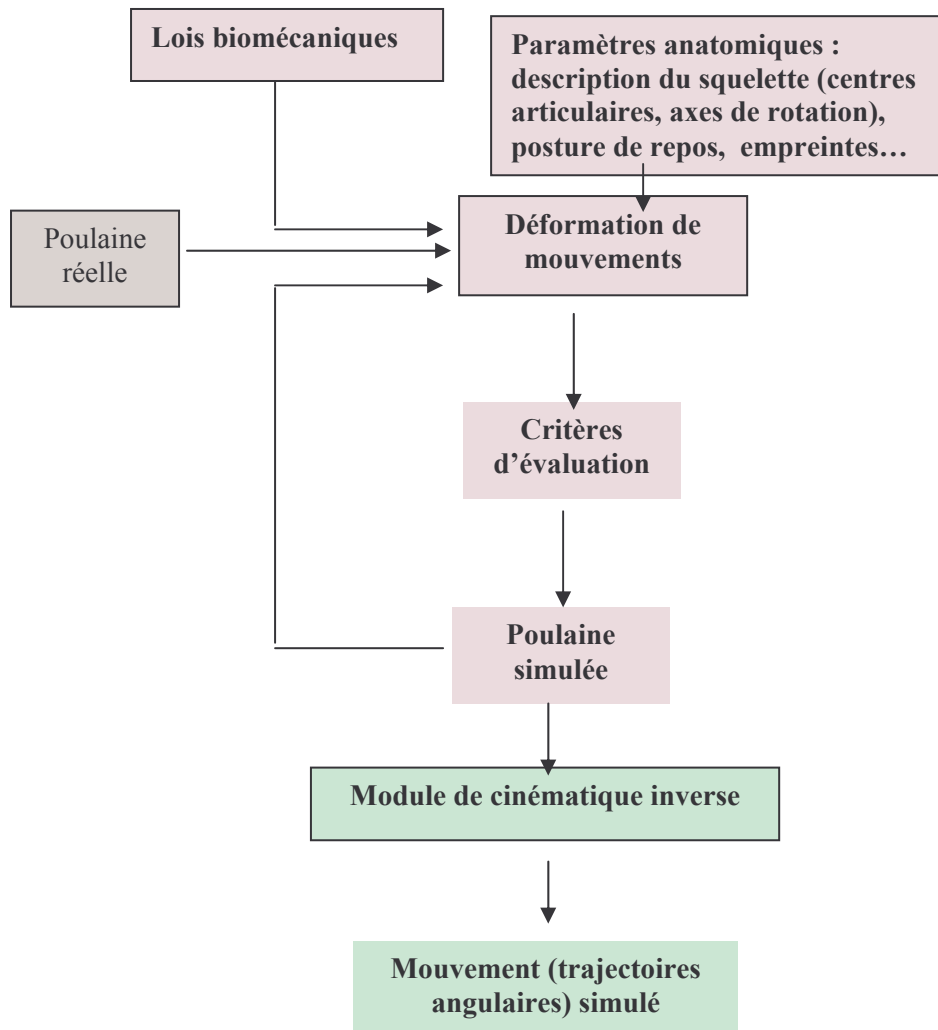 Lois biomécaniques
Paramètres anatomiques :
description du squelette (centres
articulaires, axes de rotation),
posture de repos, empreintes…
Poulaine
réelle
Déformation de
mouvements
Critères
d’évaluation
Poulaine
simulée
Module de cinématique inverse
Mouvement (trajectoires
angulaires) simulé